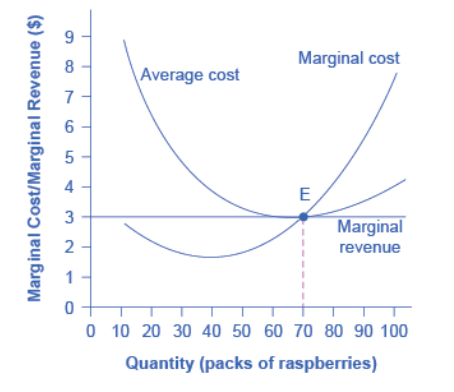 Marginal Cost/Marginal Revenue ($)
9
8
7
6
5
4
3
2
1
0
Average cost
Marginal cost
E
Marginal
revenue
0 10 20 30 40 50 60 70 80 90 100
Quantity (packs of raspberries)